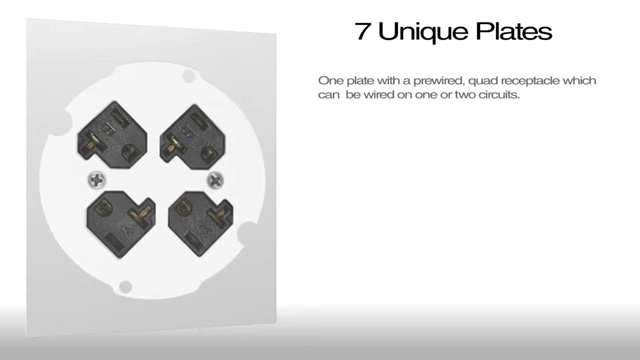 7 Unique Plates
One plate with a prewired, quad receptacle which
can be wired on one or two circuits.